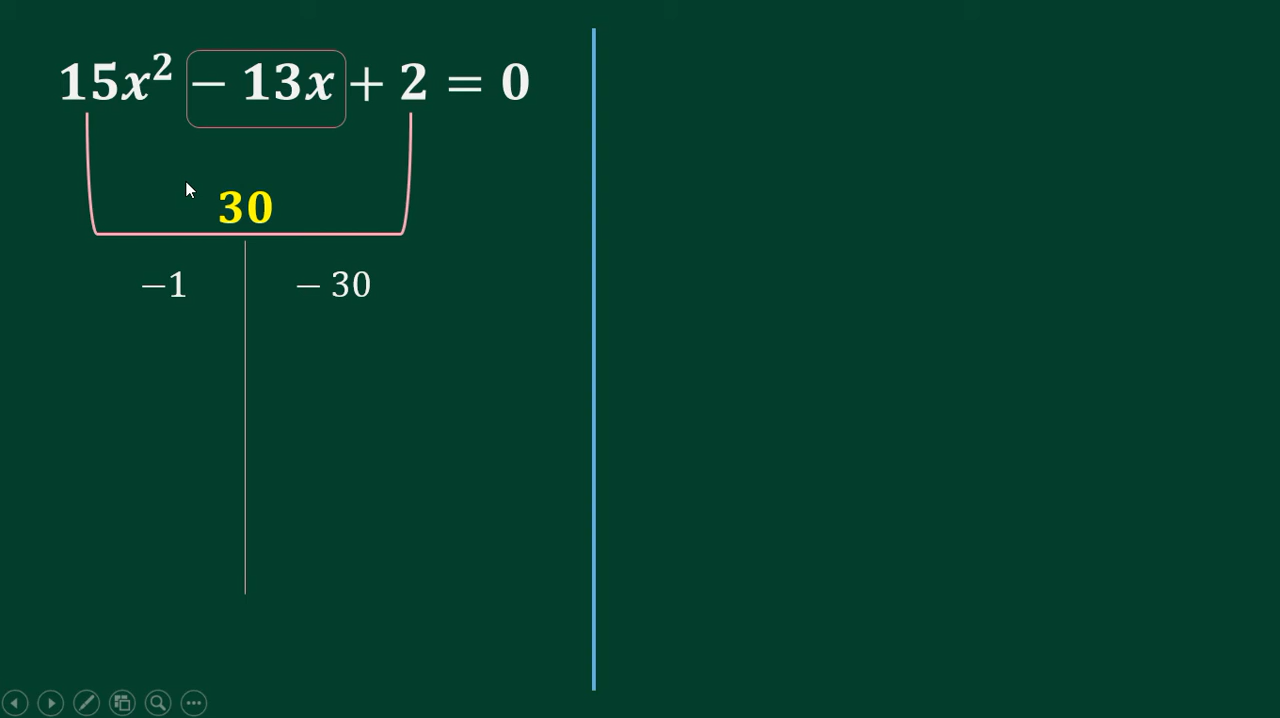 15x² − 13x + 2 = 0
30
−1 − 30